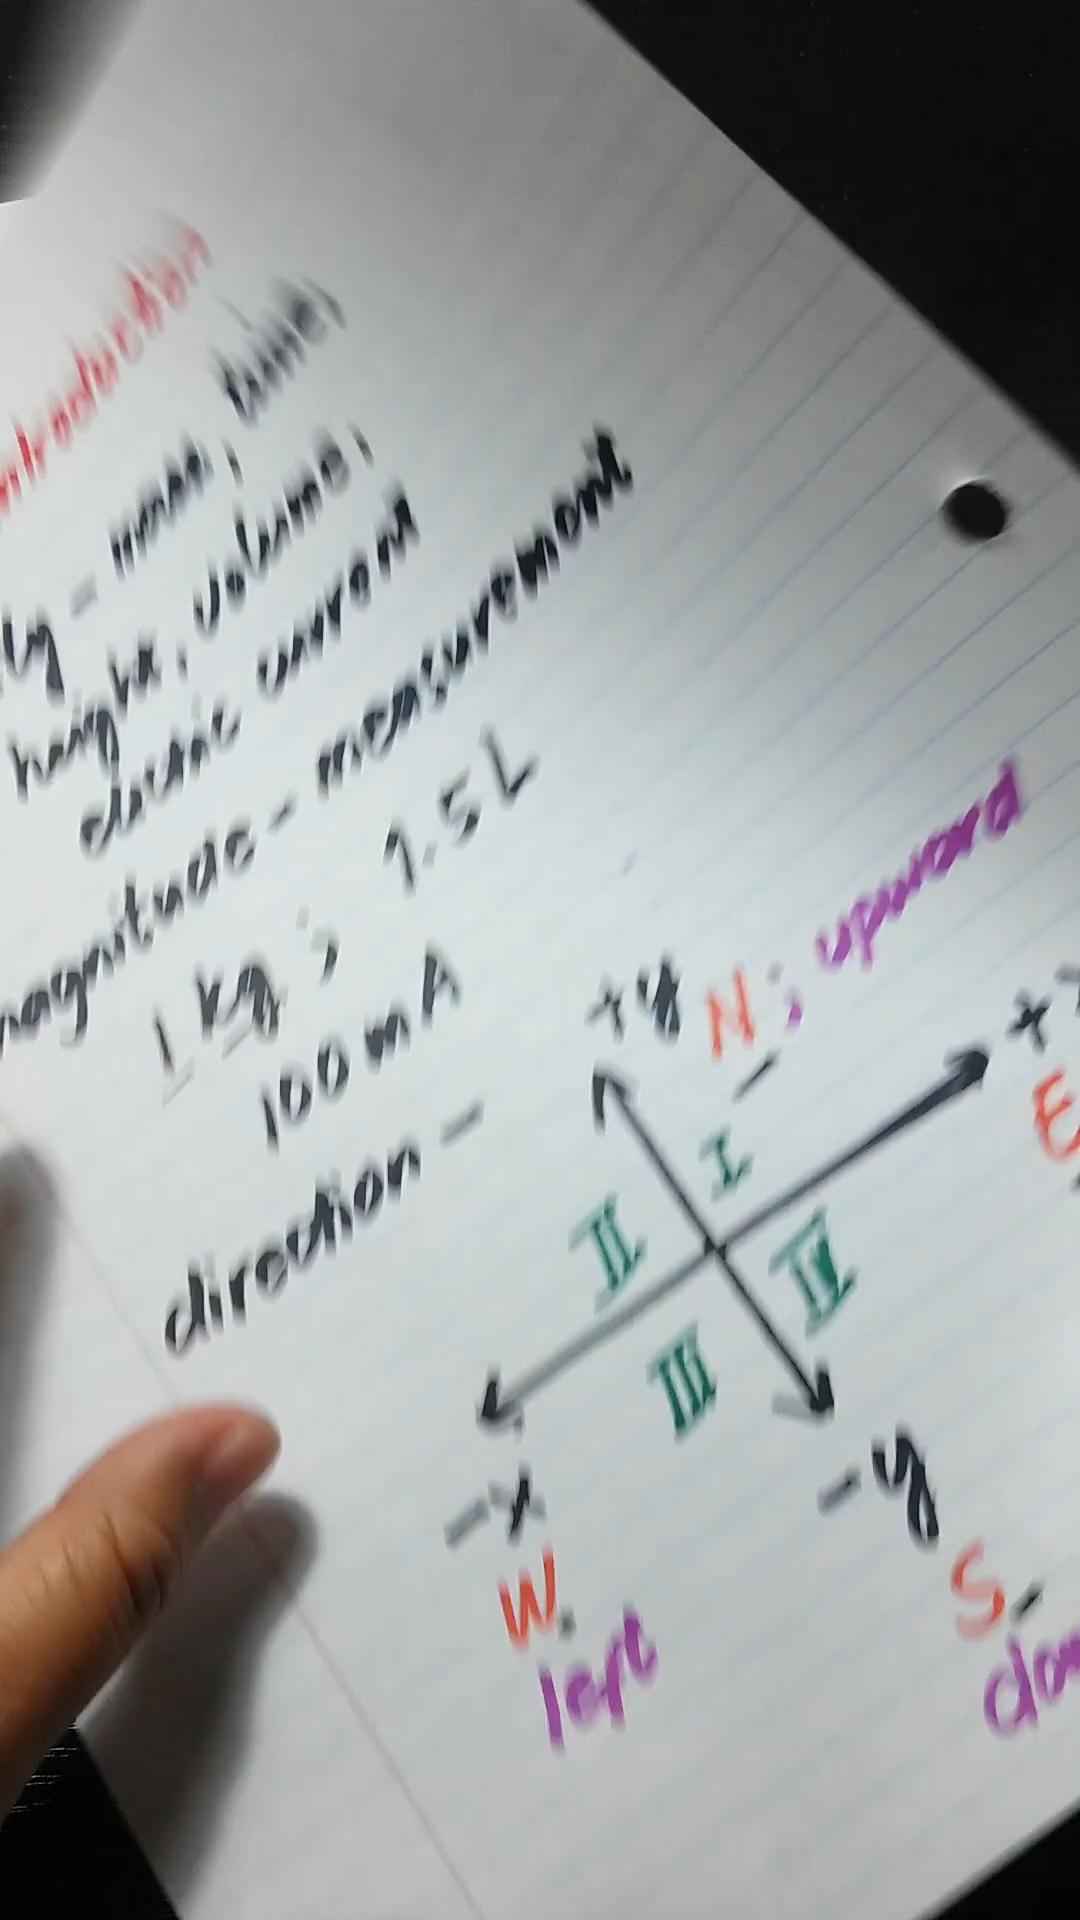 mass, time,
height, volume,
electric current
magnitude - measurement
1 kg ; 1.5 L
100 mA
direction -
+y N ; upward
E
II I
III IV
-x
W.
left
-y
S.